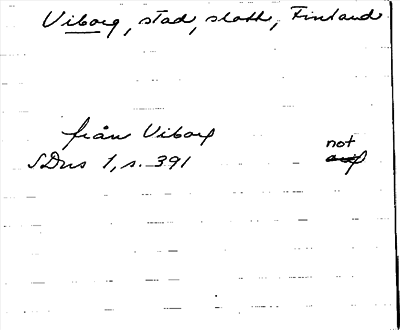 Viborg, stad, slott, Finland
från Viborg
not
SDns 1, s. 391